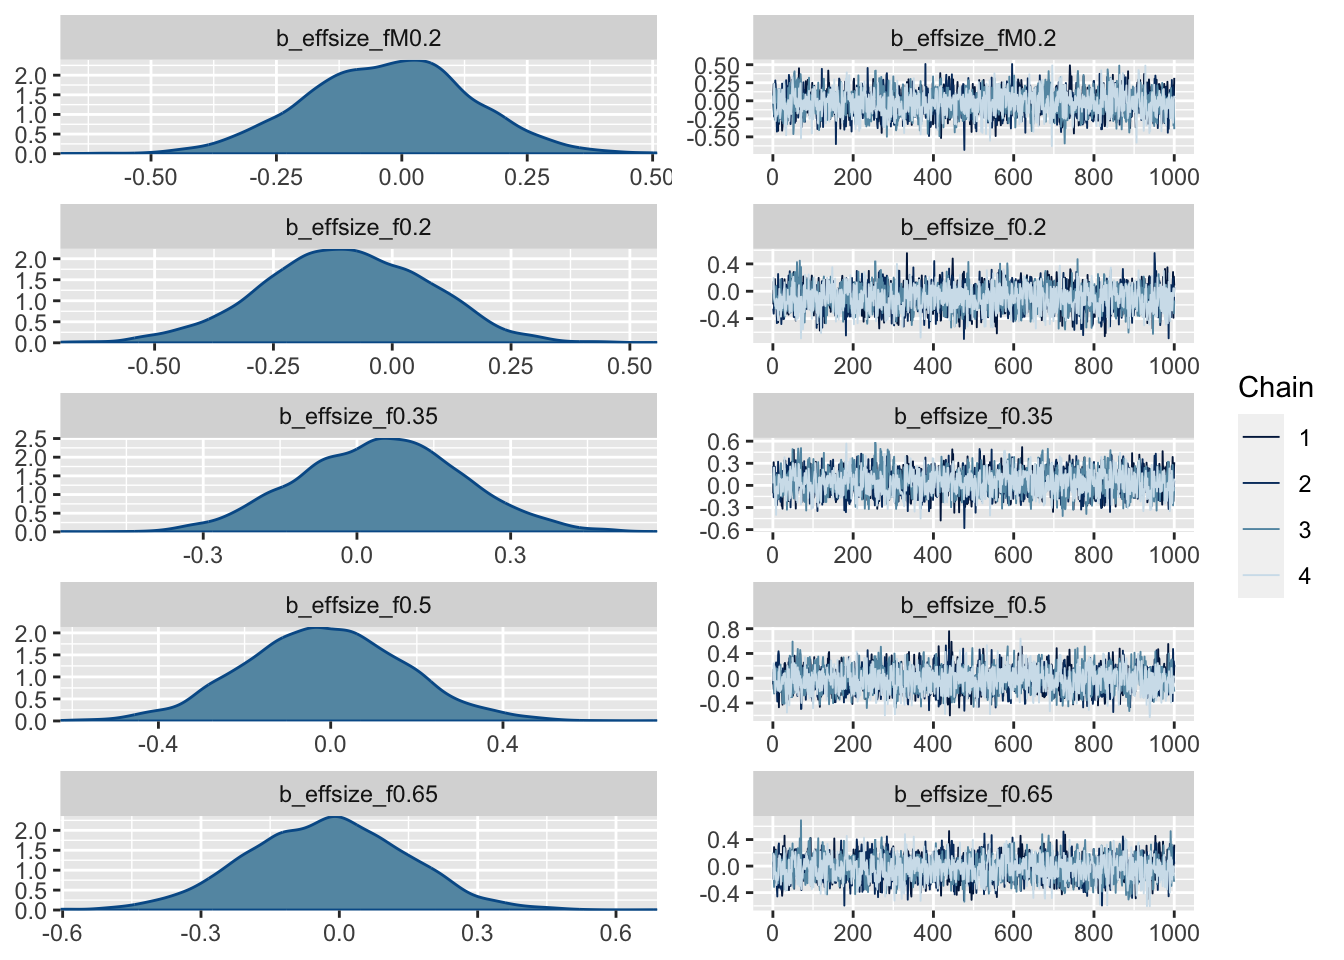 b_effsize_fM0.2
2.0
1.5
1.0
0.5
0.0
-0.50 -0.25 0.00 0.25 0.50
b_effsize_fM0.2
0.50
0.25
0.00
-0.25
-0.50
0 200 400 600 800 1000
b_effsize_f0.2
2.0
1.5
1.0
0.5
0.0
-0.50 -0.25 0.00 0.25 0.50
b_effsize_f0.2
0.4
0.0
-0.4
0 200 400 600 800 1000
b_effsize_f0.35
2.5
2.0
1.5
1.0
0.5
0.0
-0.3 0.0 0.3
b_effsize_f0.35
0.6
0.3
0.0
-0.3
-0.6
0 200 400 600 800 1000
b_effsize_f0.5
2.0
1.5
1.0
0.5
0.0
-0.4 0.0 0.4
b_effsize_f0.5
0.8
0.4
0.0
-0.4
0 200 400 600 800 1000
b_effsize_f0.65
2.0
1.5
1.0
0.5
0.0
-0.6 -0.3 0.0 0.3 0.6
b_effsize_f0.65
0.4
0.0
-0.4
0 200 400 600 800 1000
Chain
1
2
3
4